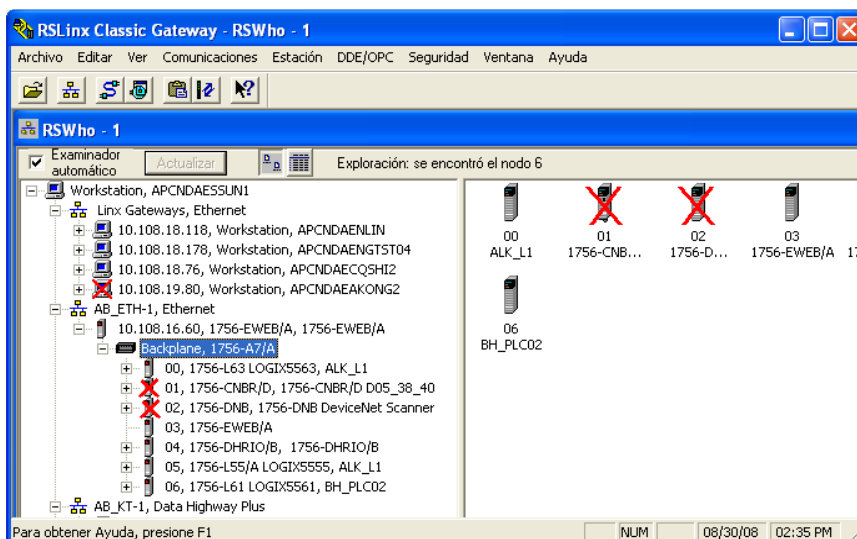 RSLinx Classic Gateway - RSWho - 1
Archivo Editar Ver Comunicaciones Estación DDE/OPC Seguridad Ventana Ayuda
RSWho - 1
Examinador automático
Actualizar
Exploración: se encontró el nodo 6
Workstation, APCNDAESSUN1
Linx Gateways, Ethernet
10.108.18.118, Workstation, APCNDAENLIN
10.108.18.178, Workstation, APCNDAENGTST04
10.108.18.76, Workstation, APCNDAECQSHI2
10.108.19.80, Workstation, APCNDAEAKONG2
AB_ETH-1, Ethernet
10.108.16.60, 1756-EWEB/A, 1756-EWEB/A
Backplane, 1756-A7/A
00, 1756-L63 LOGIX5563, ALK_L1
01, 1756-CNBR/D, 1756-CNBR/D D05_38_40
02, 1756-DNB, 1756-DNB DeviceNet Scanner
03, 1756-EWEB/A
04, 1756-DHRIO/B, 1756-DHRIO/B
05, 1756-L55/A LOGIX5555, ALK_L1
06, 1756-L61 LOGIX5561, BH_PLC02
AB_KT-1, Data Highway Plus
00 01 02 03
ALK_L1 1756-CNB... 1756-D... 1756-EWEB/A
06
BH_PLC02
Para obtener Ayuda, presione F1
NUM 08/30/08 02:35 PM